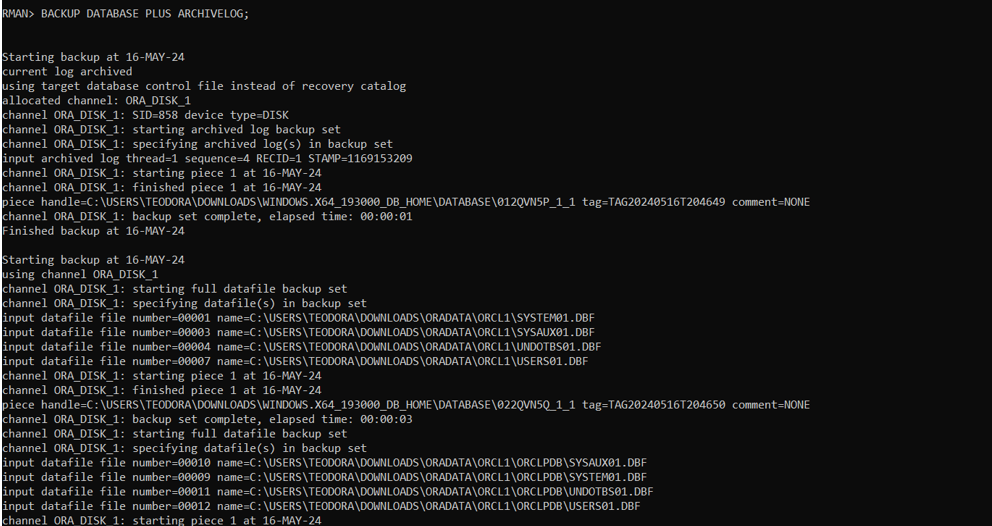 RMAN> BACKUP DATABASE PLUS ARCHIVELOG;
Starting backup at 16-MAY-24
current log archived
using target database control file instead of recovery catalog
allocated channel: ORA_DISK_1
channel ORA_DISK_1: SID=858 device type=DISK
channel ORA_DISK_1: starting archived log backup set
channel ORA_DISK_1: specifying archived log(s) in backup set
input archived log thread=1 sequence=4 RECID=1 STAMP=1169153209
channel ORA_DISK_1: starting piece 1 at 16-MAY-24
channel ORA_DISK_1: finished piece 1 at 16-MAY-24
piece handle=C:\USERS\TEODORA\DOWNLOADS\WINDOWS.X64_193000_DB_HOME\DATABASE\012QVN5P_1_1 tag=TAG20240516T204649 comment=NONE
channel ORA_DISK_1: backup set complete, elapsed time: 00:00:01
Finished backup at 16-MAY-24
Starting backup at 16-MAY-24
using channel ORA_DISK_1
channel ORA_DISK_1: starting full datafile backup set
channel ORA_DISK_1: specifying datafile(s) in backup set
input datafile file number=00001 name=C:\USERS\TEODORA\DOWNLOADS\ORADATA\ORCL1\SYSTEM01.DBF
input datafile file number=00003 name=C:\USERS\TEODORA\DOWNLOADS\ORADATA\ORCL1\SYSAUX01.DBF
input datafile file number=00004 name=C:\USERS\TEODORA\DOWNLOADS\ORADATA\ORCL1\UNDOTBS01.DBF
input datafile file number=00007 name=C:\USERS\TEODORA\DOWNLOADS\ORADATA\ORCL1\USERS01.DBF
channel ORA_DISK_1: starting piece 1 at 16-MAY-24
channel ORA_DISK_1: finished piece 1 at 16-MAY-24
piece handle=C:\USERS\TEODORA\DOWNLOADS\WINDOWS.X64_193000_DB_HOME\DATABASE\022QVN5Q_1_1 tag=TAG20240516T204650 comment=NONE
channel ORA_DISK_1: backup set complete, elapsed time: 00:00:03
channel ORA_DISK_1: starting full datafile backup set
channel ORA_DISK_1: specifying datafile(s) in backup set
input datafile file number=00010 name=C:\USERS\TEODORA\DOWNLOADS\ORADATA\ORCL1\ORCLPDB\SYSAUX01.DBF
input datafile file number=00009 name=C:\USERS\TEODORA\DOWNLOADS\ORADATA\ORCL1\ORCLPDB\SYSTEM01.DBF
input datafile file number=00011 name=C:\USERS\TEODORA\DOWNLOADS\ORADATA\ORCL1\ORCLPDB\UNDOTBS01.DBF
input datafile file number=00012 name=C:\USERS\TEODORA\DOWNLOADS\ORADATA\ORCL1\ORCLPDB\USERS01.DBF
channel ORA_DISK_1: starting piece 1 at 16-MAY-24